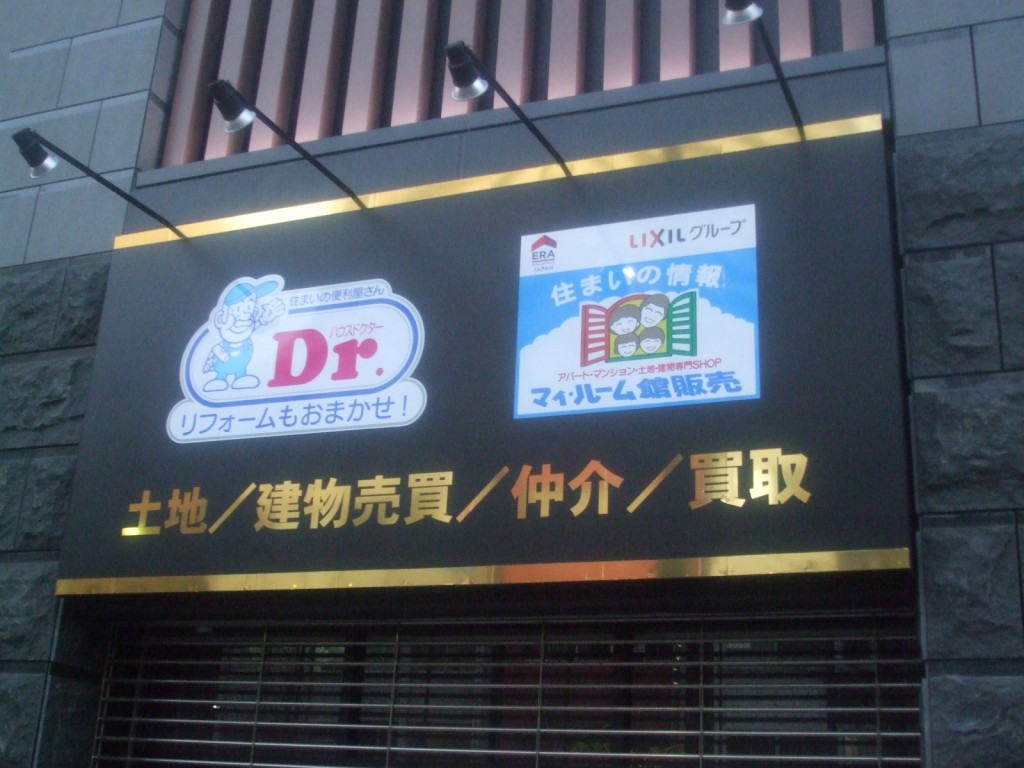 住まいの便利屋さん
ハウスドクター
Dr.
リフォームもおまかせ!
ERA
JAPAN
LIXILグループ
住まいの情報
アパート・マンション・土地・建物専門SHOP
マイ・ルーム館販売
土地／建物売買／仲介／買取